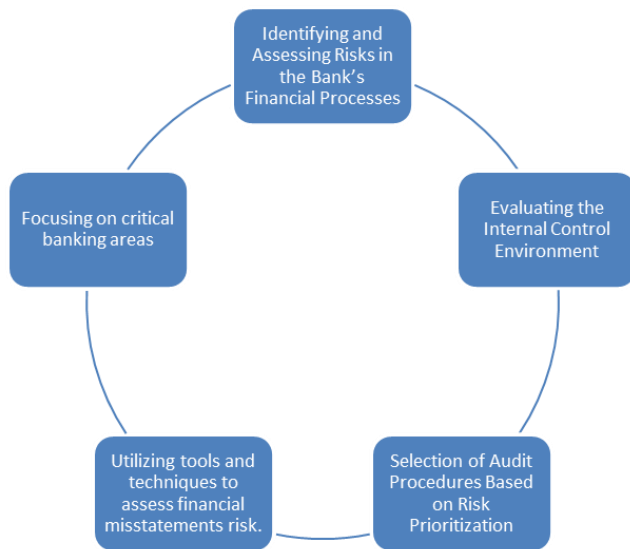 Identifying and
Assessing Risks in
the Bank's
Financial Processes
Evaluating the
Internal Control
Environment
Selection of Audit
Procedures Based
on Risk
Prioritization
Utilizing tools and
techniques to
assess financial
misstatements risk.
Focusing on critical
banking areas